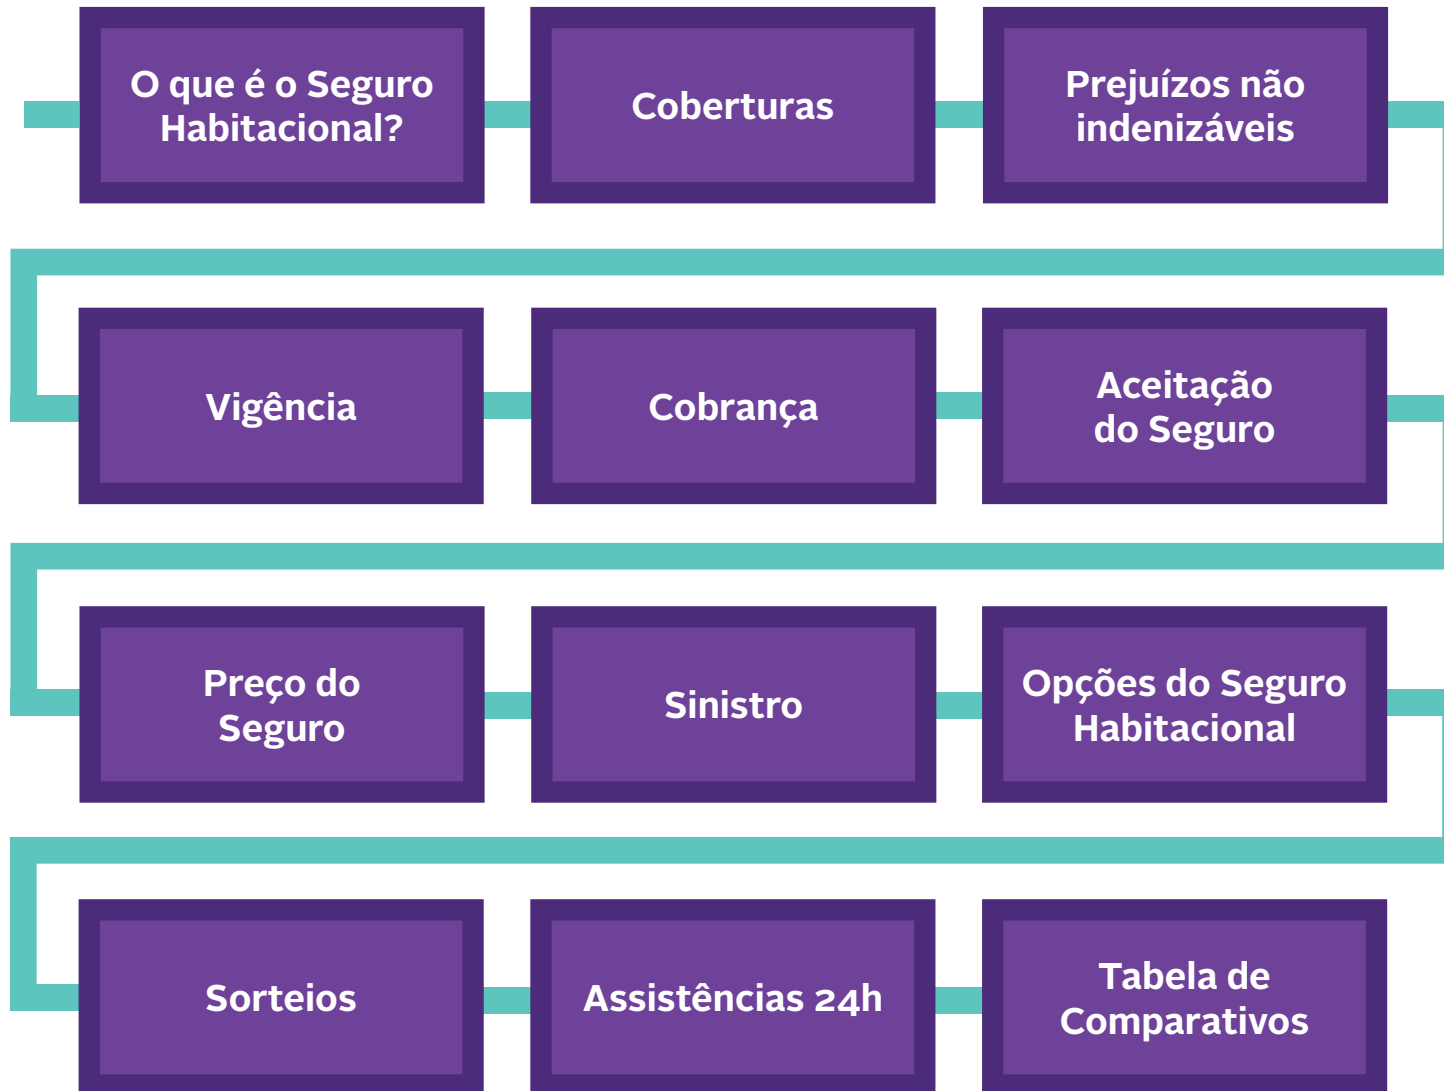 O que é o Seguro
Habitacional?
Coberturas
Prejuízos não
indenizáveis
Vigência
Cobrança
Aceitação
do Seguro
Preço do
Seguro
Sinistro
Opções do Seguro
Habitacional
Sorteios
Assistências 24h
Tabela de
Comparativos